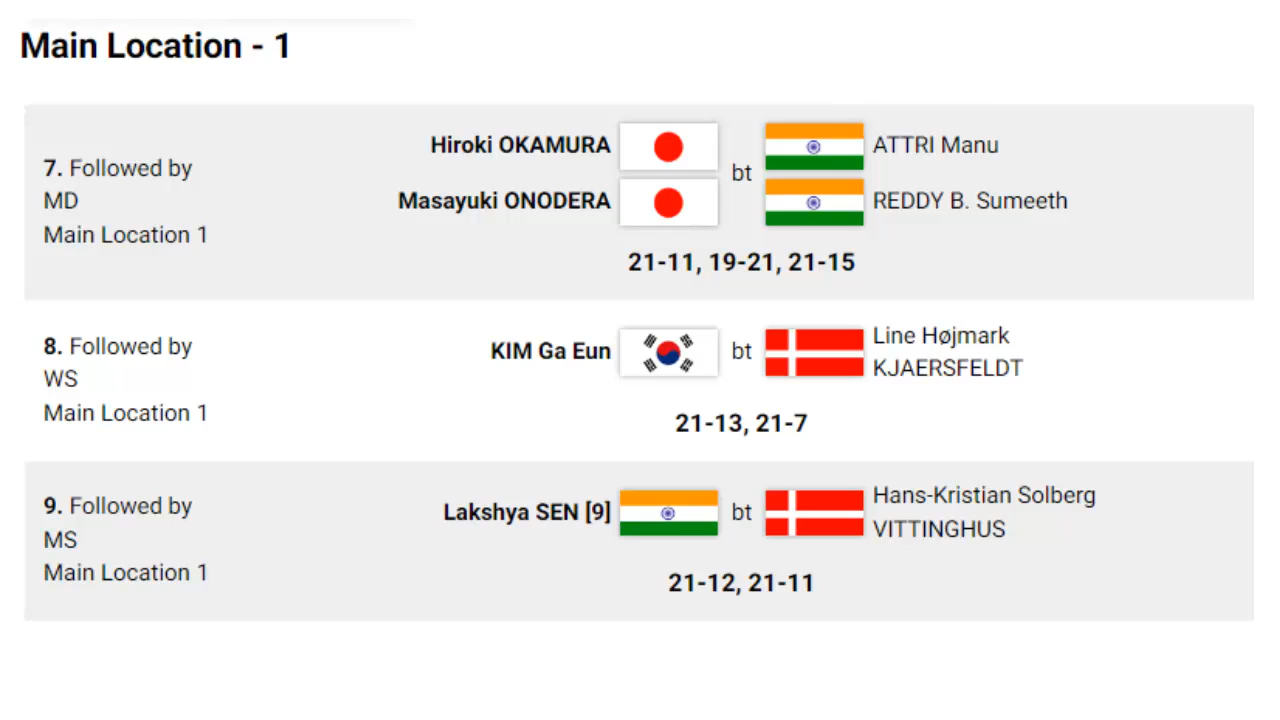 Main Location - 1
7. Followed by
MD
Main Location 1
Hiroki OKAMURA
Masayuki ONODERA
bt
ATTRI Manu
REDDY B. Sumeeth
21-11, 19-21, 21-15
8. Followed by
WS
Main Location 1
KIM Ga Eun
bt
Line Højmark
KJAERSFELDT
21-13, 21-7
9. Followed by
MS
Main Location 1
Lakshya SEN [9]
bt
Hans-Kristian Solberg
VITTINGHUS
21-12, 21-11